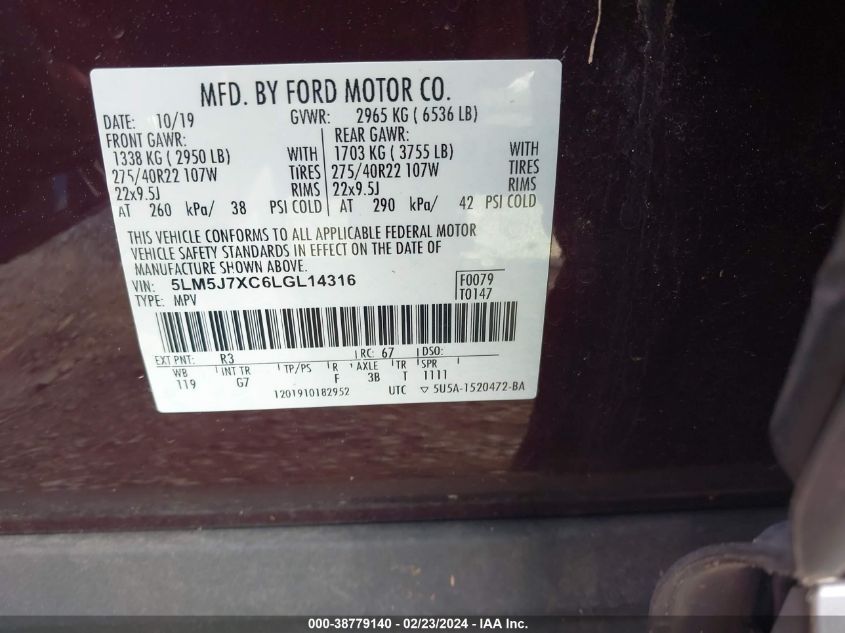 MFD. BY FORD MOTOR CO.
DATE: 10/19 GVWR: 2965 KG ( 6536 LB)
FRONT GAWR: REAR GAWR:
1338 KG ( 2950 LB) WITH 1703 KG ( 3755 LB) WITH
275/40R22 107W TIRES 275/40R22 107W TIRES
22x9.5J RIMS 22x9.5J RIMS
AT 260 kPa/ 38 PSI COLD AT 290 kPa/ 42 PSI COLD
THIS VEHICLE CONFORMS TO ALL APPLICABLE FEDERAL MOTOR
VEHICLE SAFETY STANDARDS IN EFFECT ON THE DATE OF
MANUFACTURE SHOWN ABOVE.
VIN: 5LM5J7XC6LGL14316 F0079
TYPE: MPV T0147
EXT PNT: R3 RC: 67 DSO:
WB INT TR TP/PS R AXLE TR SPR
119 G7 F 3B T 1111
1201910182952 UTC ▽ 5U5A-1520472-BA
000-38779140 - 02/23/2024 - IAA Inc.